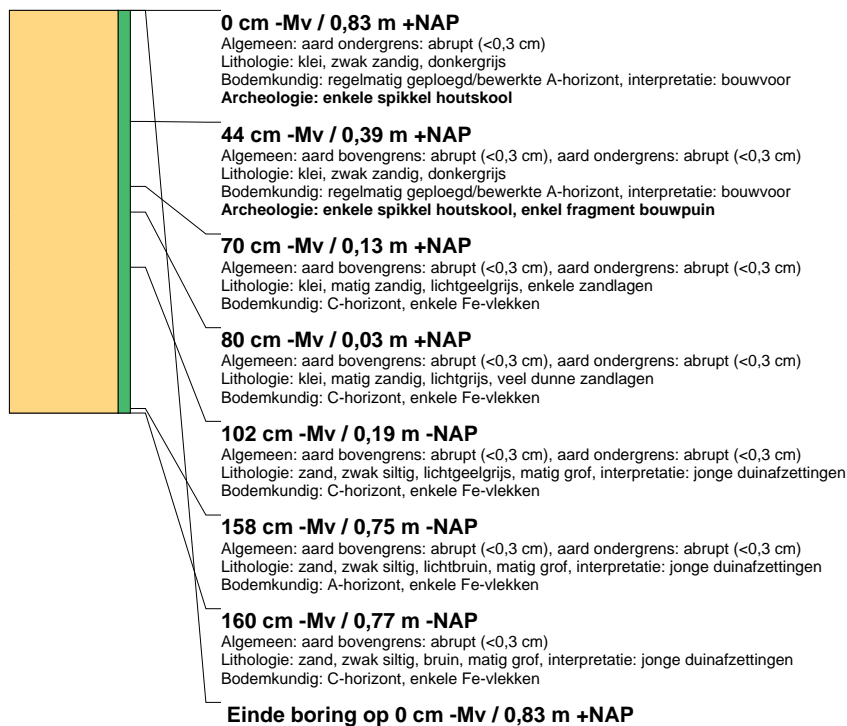 0 cm -Mv / 0,83 m +NAP
Algemeen: aard ondergrens: abrupt (<0,3 cm)
Lithologie: klei, zwak zandig, donkergrijs
Bodemkundig: regelmatig geploegd/bewerkte A-horizont, interpretatie: bouwvoor
Archeologie: enkele spikkel houtskool
44 cm -Mv / 0,39 m +NAP
Algemeen: aard bovengrens: abrupt (<0,3 cm), aard ondergrens: abrupt (<0,3 cm)
Lithologie: klei, zwak zandig, donkergrijs
Bodemkundig: regelmatig geploegd/bewerkte A-horizont, interpretatie: bouwvoor
Archeologie: enkele spikkel houtskool, enkel fragment bouwpuin
70 cm -Mv / 0,13 m +NAP
Algemeen: aard bovengrens: abrupt (<0,3 cm), aard ondergrens: abrupt (<0,3 cm)
Lithologie: klei, matig zandig, lichtgeelgrijs, enkele zandlagen
Bodemkundig: C-horizont, enkele Fe-vlekken
80 cm -Mv / 0,03 m +NAP
Algemeen: aard bovengrens: abrupt (<0,3 cm), aard ondergrens: abrupt (<0,3 cm)
Lithologie: klei, matig zandig, lichtgrijs, veel dunne zandlagen
Bodemkundig: C-horizont, enkele Fe-vlekken
102 cm -Mv / 0,19 m -NAP
Algemeen: aard bovengrens: abrupt (<0,3 cm), aard ondergrens: abrupt (<0,3 cm)
Lithologie: zand, zwak siltig, lichtgeelgrijs, matig grof, interpretatie: jonge duinafzettingen
Bodemkundig: C-horizont, enkele Fe-vlekken
158 cm -Mv / 0,75 m -NAP
Algemeen: aard bovengrens: abrupt (<0,3 cm), aard ondergrens: abrupt (<0,3 cm)
Lithologie: zand, zwak siltig, lichtbruin, matig grof, interpretatie: jonge duinafzettingen
Bodemkundig: A-horizont, enkele Fe-vlekken
160 cm -Mv / 0,77 m -NAP
Algemeen: aard bovengrens: abrupt (<0,3 cm)
Lithologie: zand, zwak siltig, bruin, matig grof, interpretatie: jonge duinafzettingen
Bodemkundig: C-horizont, enkele Fe-vlekken
Einde boring op 0 cm -Mv / 0,83 m +NAP